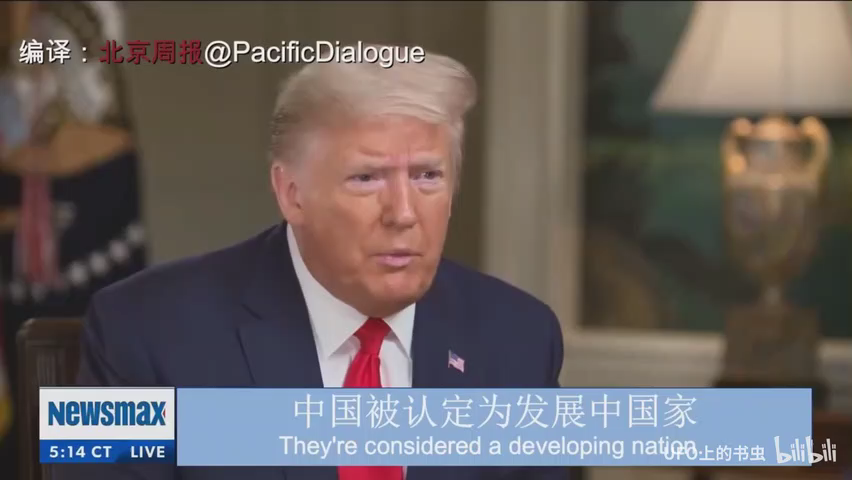 编译：北京周报@PacificDialogue
中国被认定为发展中国家
They're considered a developing nation
NEWSMAX
5:14 CT LIVE
UFO上的书虫 bilibili